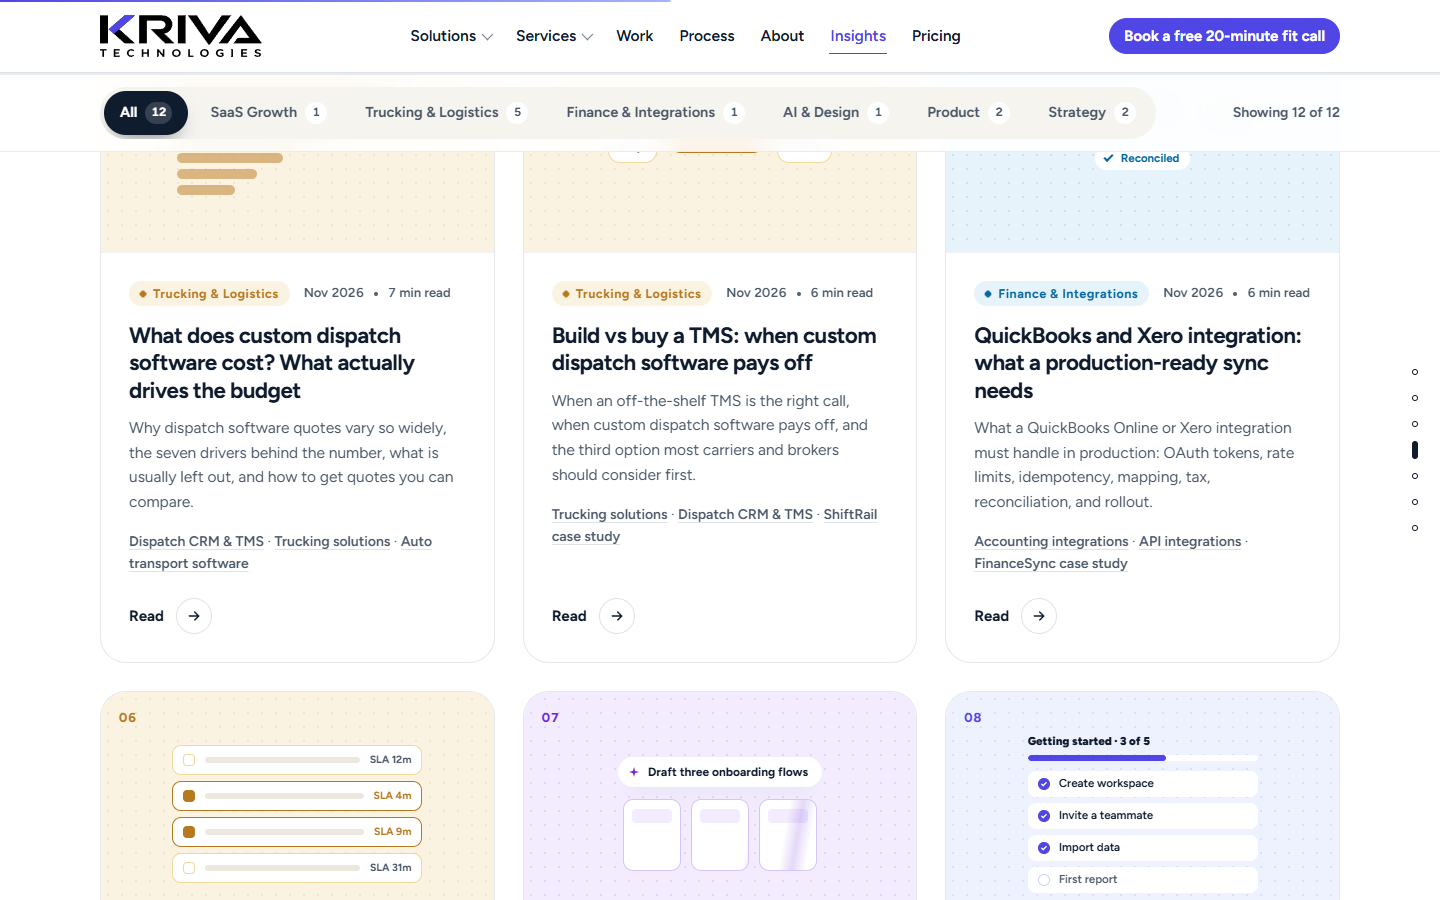 KRIVA
TECHNOLOGIES
Solutions
Services
Work
Process
About
Insights
Pricing
Book a free 20-minute fit call
All 12
SaaS Growth 1
Trucking & Logistics 5
Finance & Integrations 1
AI & Design 1
Product 2
Strategy 2
Showing 12 of 12
Reconciled
Trucking & Logistics
Nov 2026 • 7 min read
What does custom dispatch
software cost? What actually
drives the budget
Why dispatch software quotes vary so widely,
the seven drivers behind the number, what is
usually left out, and how to get quotes you can
compare.
Dispatch CRM & TMS · Trucking solutions · Auto
transport software
Read
Trucking & Logistics
Nov 2026 • 6 min read
Build vs buy a TMS: when custom
dispatch software pays off
When an off-the-shelf TMS is the right call,
when custom dispatch software pays off, and
the third option most carriers and brokers
should consider first.
Trucking solutions · Dispatch CRM & TMS · ShiftRail
case study
Read
Finance & Integrations
Nov 2026 • 6 min read
QuickBooks and Xero integration:
what a production-ready sync
needs
What a QuickBooks Online or Xero integration
must handle in production: OAuth tokens, rate
limits, idempotency, mapping, tax,
reconciliation, and rollout.
Accounting integrations · API integrations ·
FinanceSync case study
Read
06
SLA 12m
SLA 4m
SLA 9m
SLA 31m
07
Draft three onboarding flows
08
Getting started · 3 of 5
Create workspace
Invite a teammate
Import data
First report